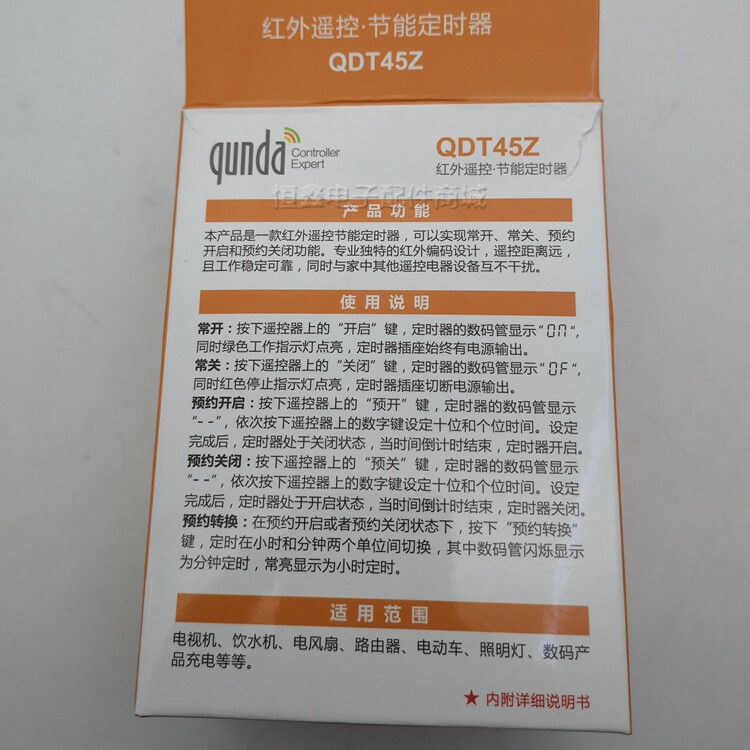 红外遥控·节能定时器
QDT45Z
qunda Controller Expert
QDT45Z
红外遥控·节能定时器
恒鑫电子配件商城
产品功能
本产品是一款红外遥控节能定时器，可以实现常开、常关、预约
开启和预约关闭功能。专业独特的红外编码设计，遥控距离远，
且工作稳定可靠，同时与家中其他遥控电器设备互不干扰。
使用说明
常开：按下遥控器上的“开启”键，定时器的数码管显示“ON”，
同时绿色工作指示灯点亮，定时器插座始终有电源输出。
常关：按下遥控器上的“关闭”键，定时器的数码管显示“OF”，
同时红色停止指示灯点亮，定时器插座切断电源输出。
预约开启：按下遥控器上的“预开”键，定时器的数码管显示
“--”，依次按下遥控器上的数字键设定十位和个位时间。设定
完成后，定时器处于关闭状态，当时间倒计时结束，定时器开启。
预约关闭：按下遥控器上的“预关”键，定时器的数码管显示
“--”，依次按下遥控器上的数字键设定十位和个位时间。设定
完成后，定时器处于开启状态，当时间倒计时结束，定时器关闭。
预约转换：在预约开启或者预约关闭状态下，按下“预约转换”
键，定时在小时和分钟两个单位间切换，其中数码管闪烁显示
为分钟定时，常亮显示为小时定时。
适用范围
电视机、饮水机、电风扇、路由器、电动车、照明灯、数码产
品充电等等。
★ 内附详细说明书